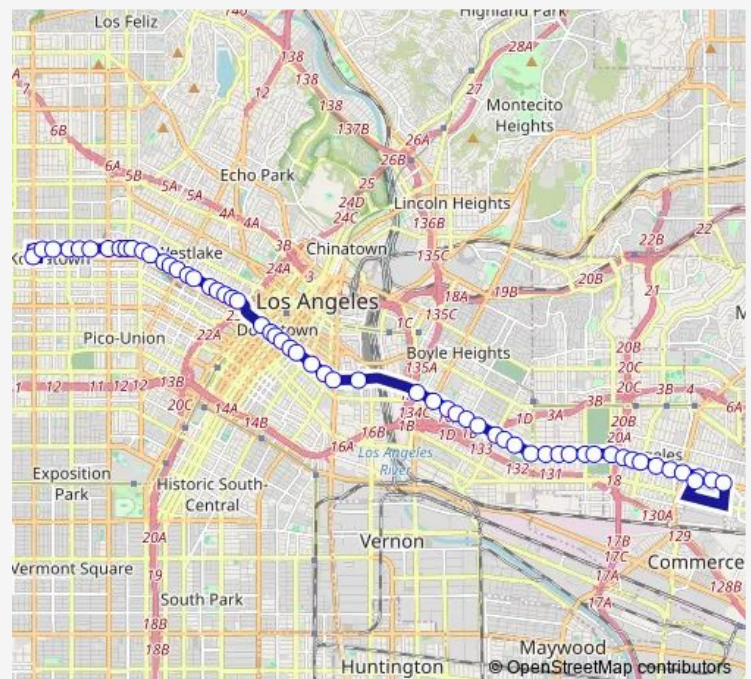 Los Feliz
Highland Park
138
28A
138
138
12
7
138
27
Montecito
Heights
6B
137B
26A
26B
6A
5B
5A
5A
Echo Park
25
24D
24C
Lincoln Heights
4A
4A
136B
3B
Chinatown
22B
22
Westlake
135C
24A
3
20B
18A
19B
Los Angeles
21
1C
135C
Pico-Union
22A
Boyle Heights
135A
20B
20C
12
11
12
13B
20C
3B
4
6A
20C
14A
134C
1B
1D
3A
20B
14B
16B
1D
133
20A
16A
Los Angeles
River
132
131
131
18
Exposition
Park
Historic South-
Central
130A
20A
Vernon
129
17B
17C
Commerce
Vermont Square
19
17A
128B
South Park
17A
18B
18B
Maywood
Huntington
© OpenStreetMap contributors